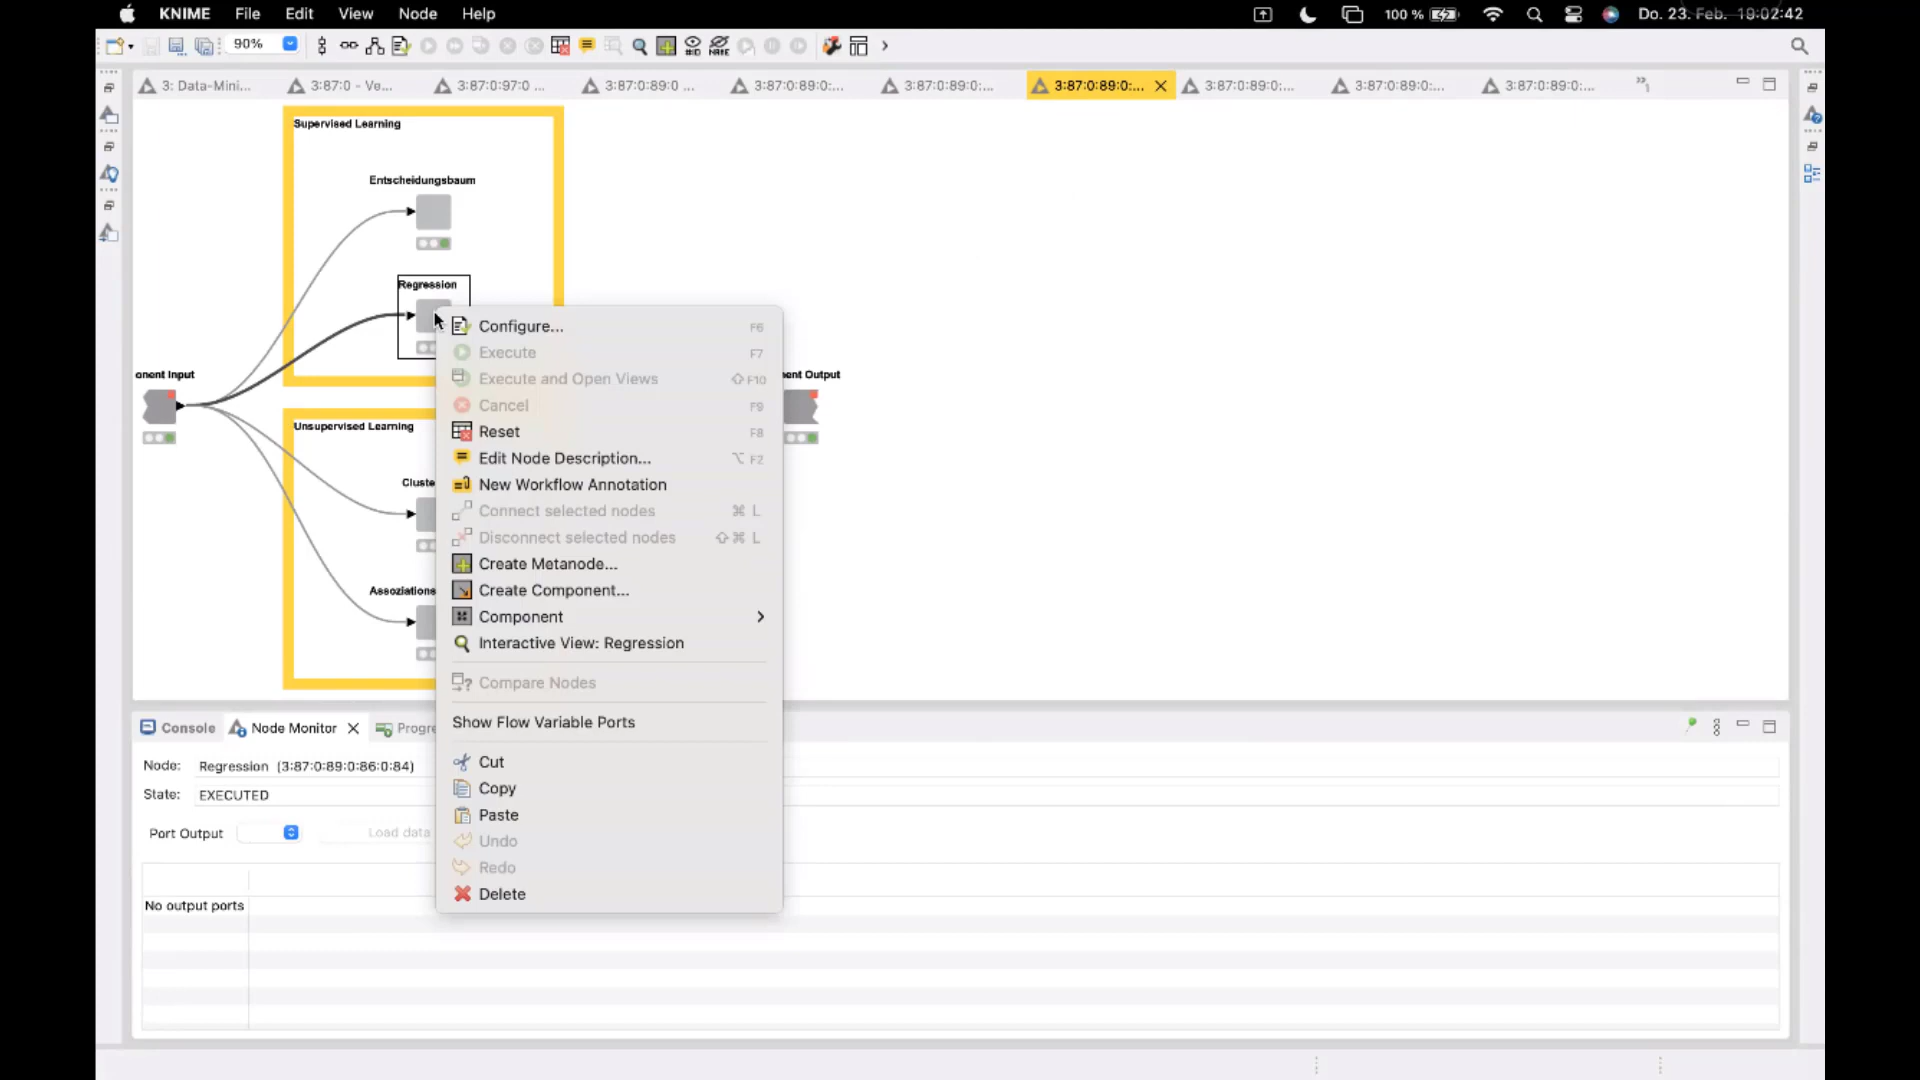 KNIME File Edit View Node Help 100 % Do. 23. Feb. 19:02:42
90%
3: Data-Mini... 3:87:0 - Ve... 3:87:0:97:0 ... 3:87:0:89:0 ... 3:87:0:89:0:... 3:87:0:89:0:... 3:87:0:89:0:... 3:87:0:89:0:... 3:87:0:89:0:... 3:87:0:89:0:... 1
Supervised Learning
Entscheidungsbaum
Regression
onent Input
ent Output
Unsupervised Learning
Cluste
Assoziations
Configure... F6
Execute F7
Execute and Open Views ⇧F10
Cancel F9
Reset F8
Edit Node Description... ⌥ F2
New Workflow Annotation
Connect selected nodes ⌘ L
Disconnect selected nodes ⇧⌘ L
Create Metanode...
Create Component...
Component
Interactive View: Regression
Compare Nodes
Show Flow Variable Ports
Cut
Copy
Paste
Undo
Redo
Delete
Console Node Monitor Progre
Node: Regression (3:87:0:89:0:86:0:84)
State: EXECUTED
Port Output Load data
No output ports